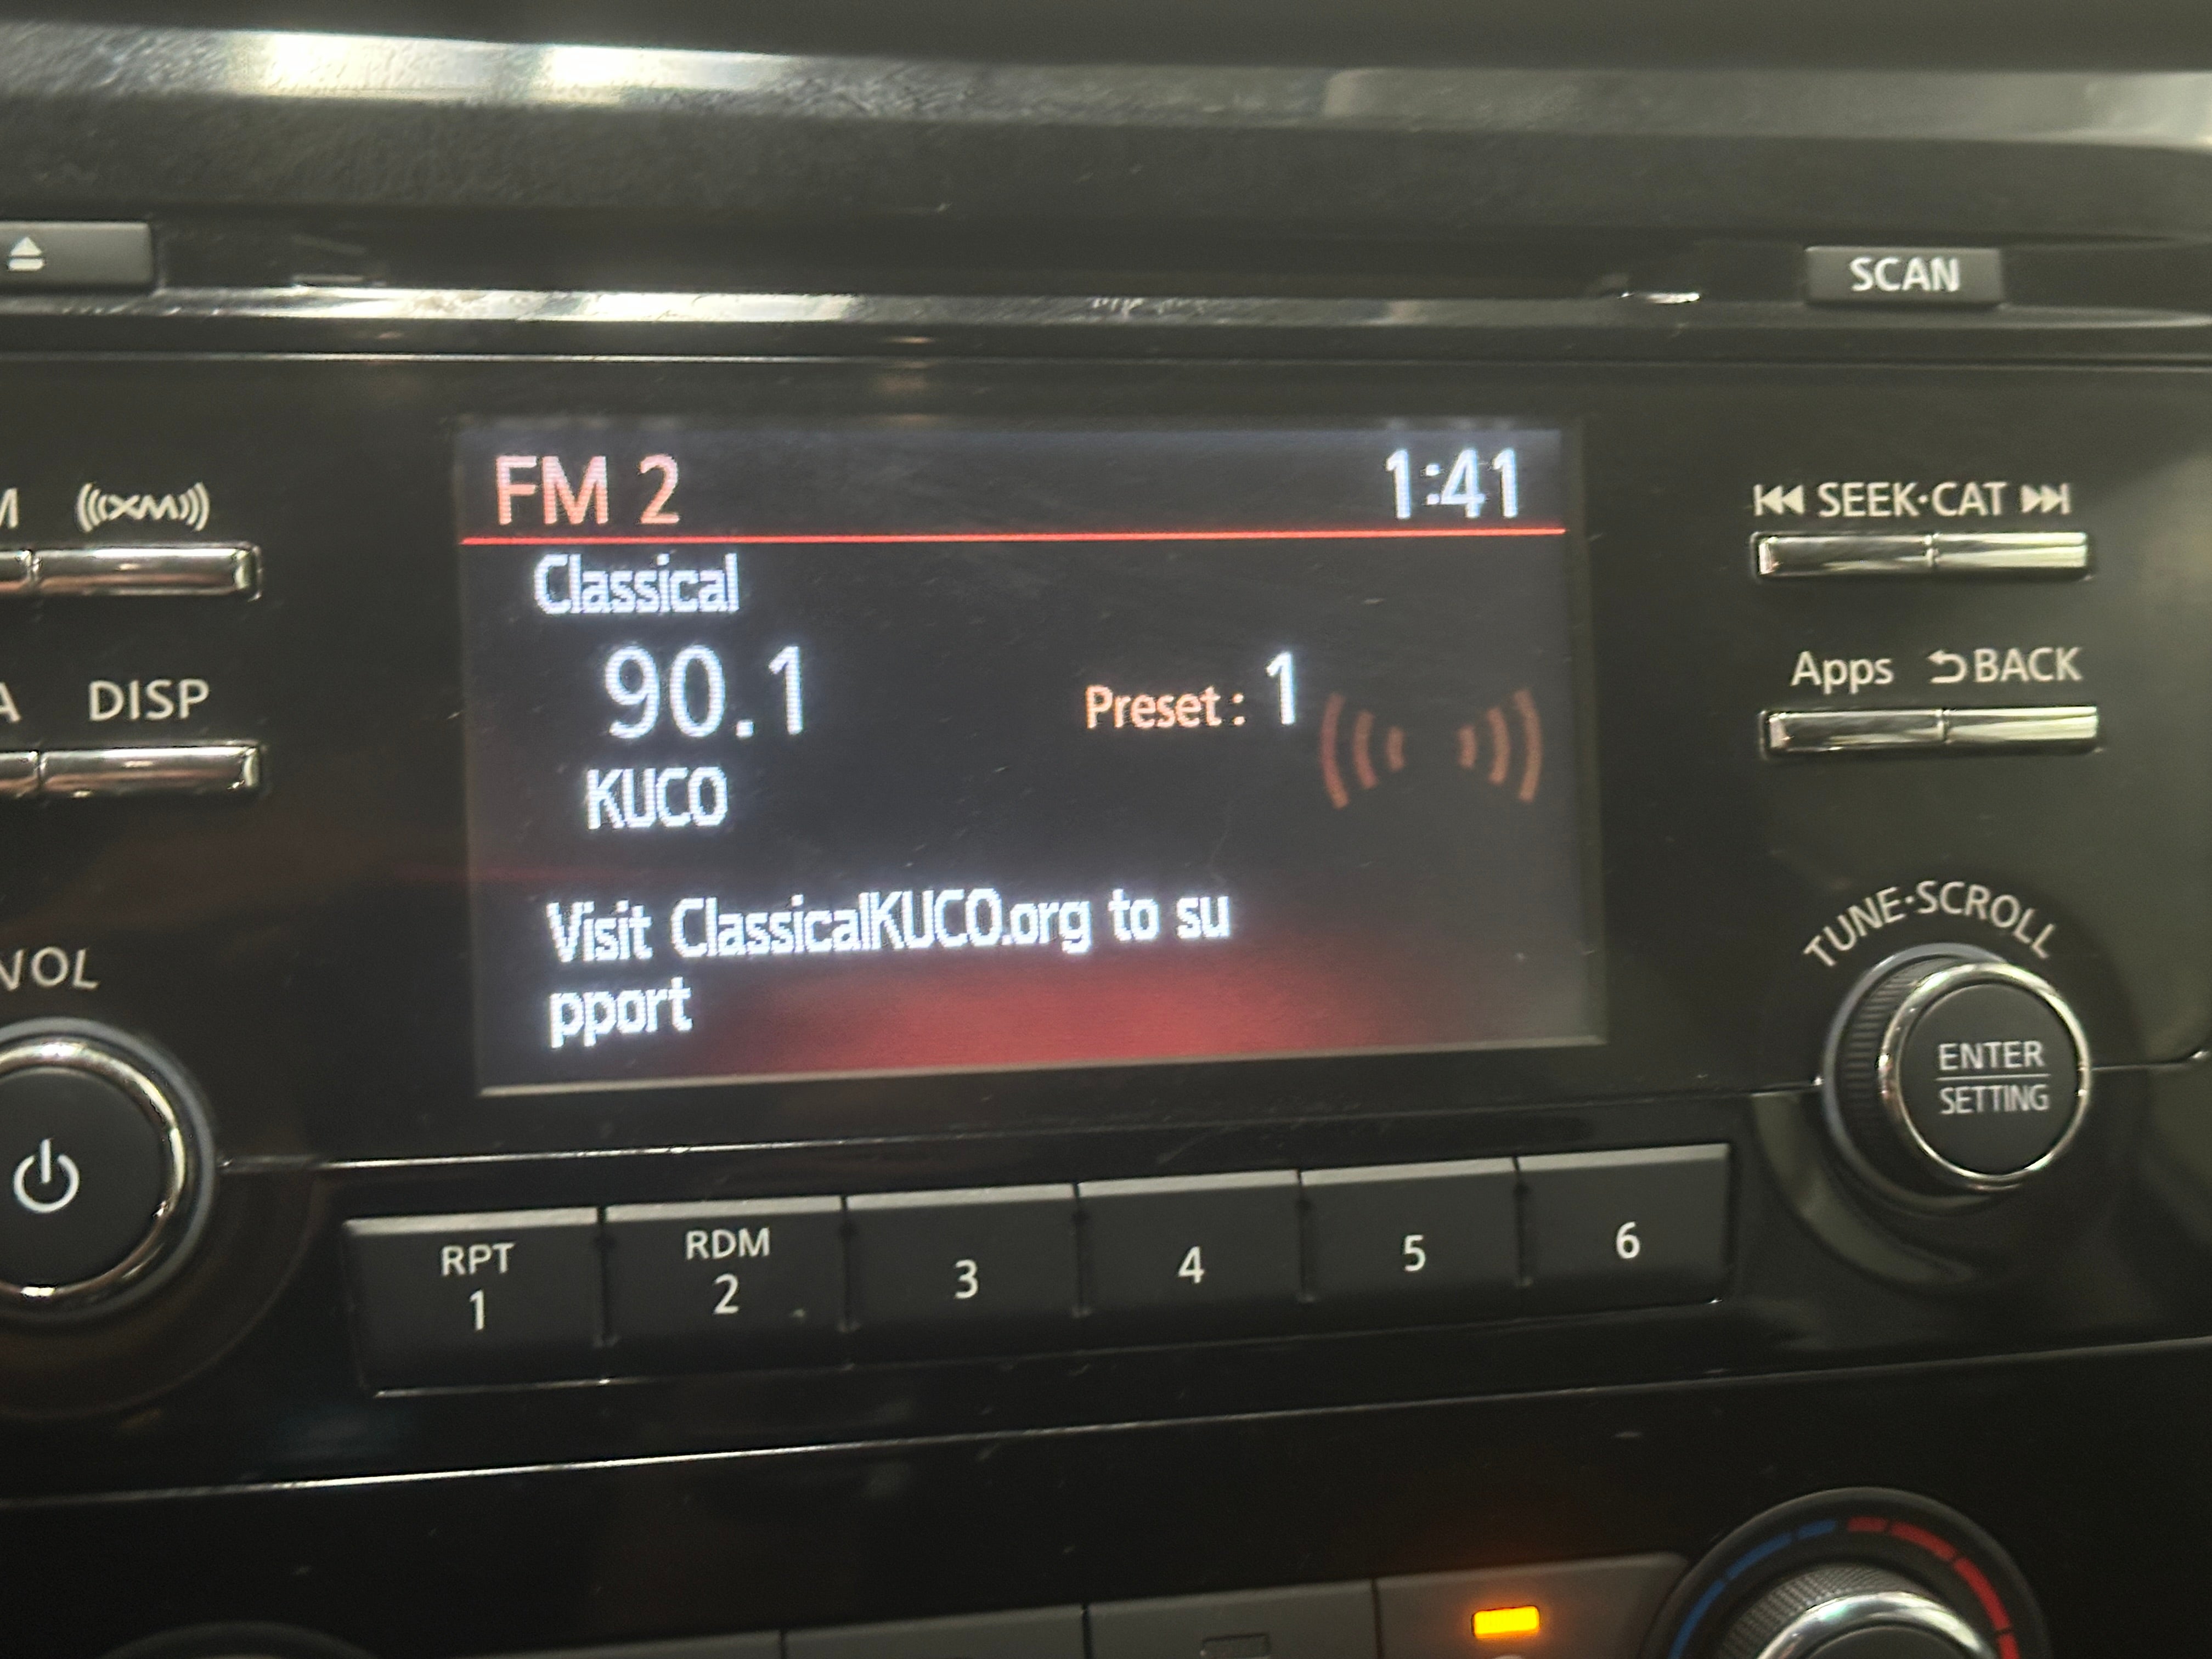 SCAN
FM 2 1:41
M XM SEEK·CAT
Classical
90.1 Preset : 1
Apps BACK
A DISP
KUCO
Visit ClassicalKUCO.org to su
pport
VOL
TUNE·SCROLL
ENTER
SETTING
RPT
1
RDM
2
3
4
5
6